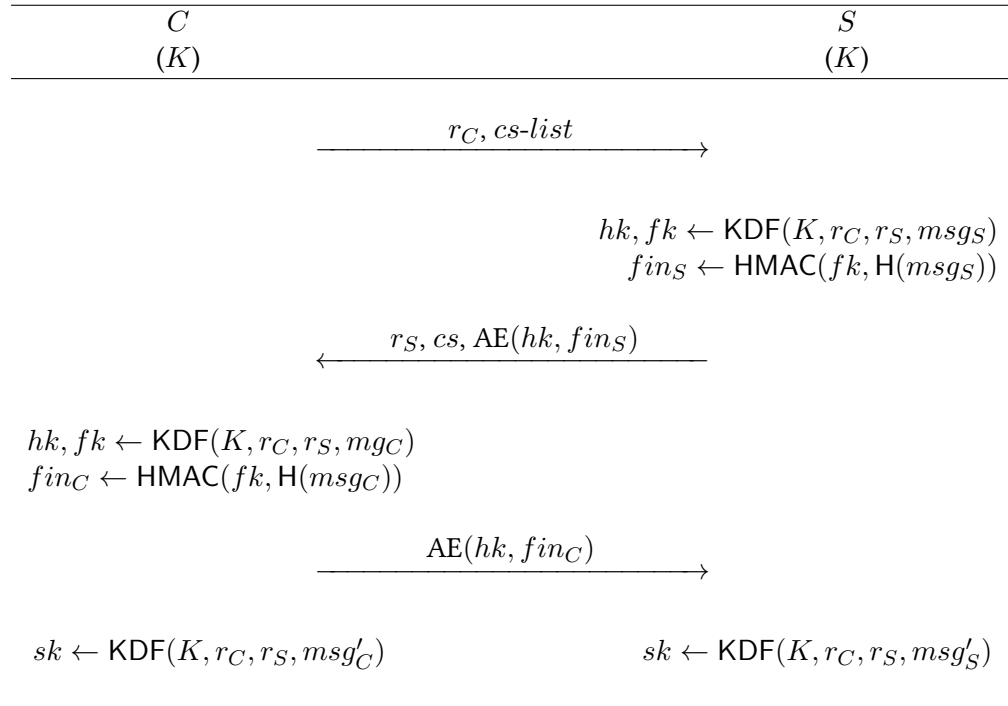 C S
(K) (K)
r_C, cs-list
hk, fk ← KDF(K, r_C, r_S, msg_S)
fin_S ← HMAC(fk, H(msg_S))
r_S, cs, AE(hk, fin_S)
hk, fk ← KDF(K, r_C, r_S, mg_C)
fin_C ← HMAC(fk, H(msg_C))
AE(hk, fin_C)
sk ← KDF(K, r_C, r_S, msg'_C) sk ← KDF(K, r_C, r_S, msg'_S)